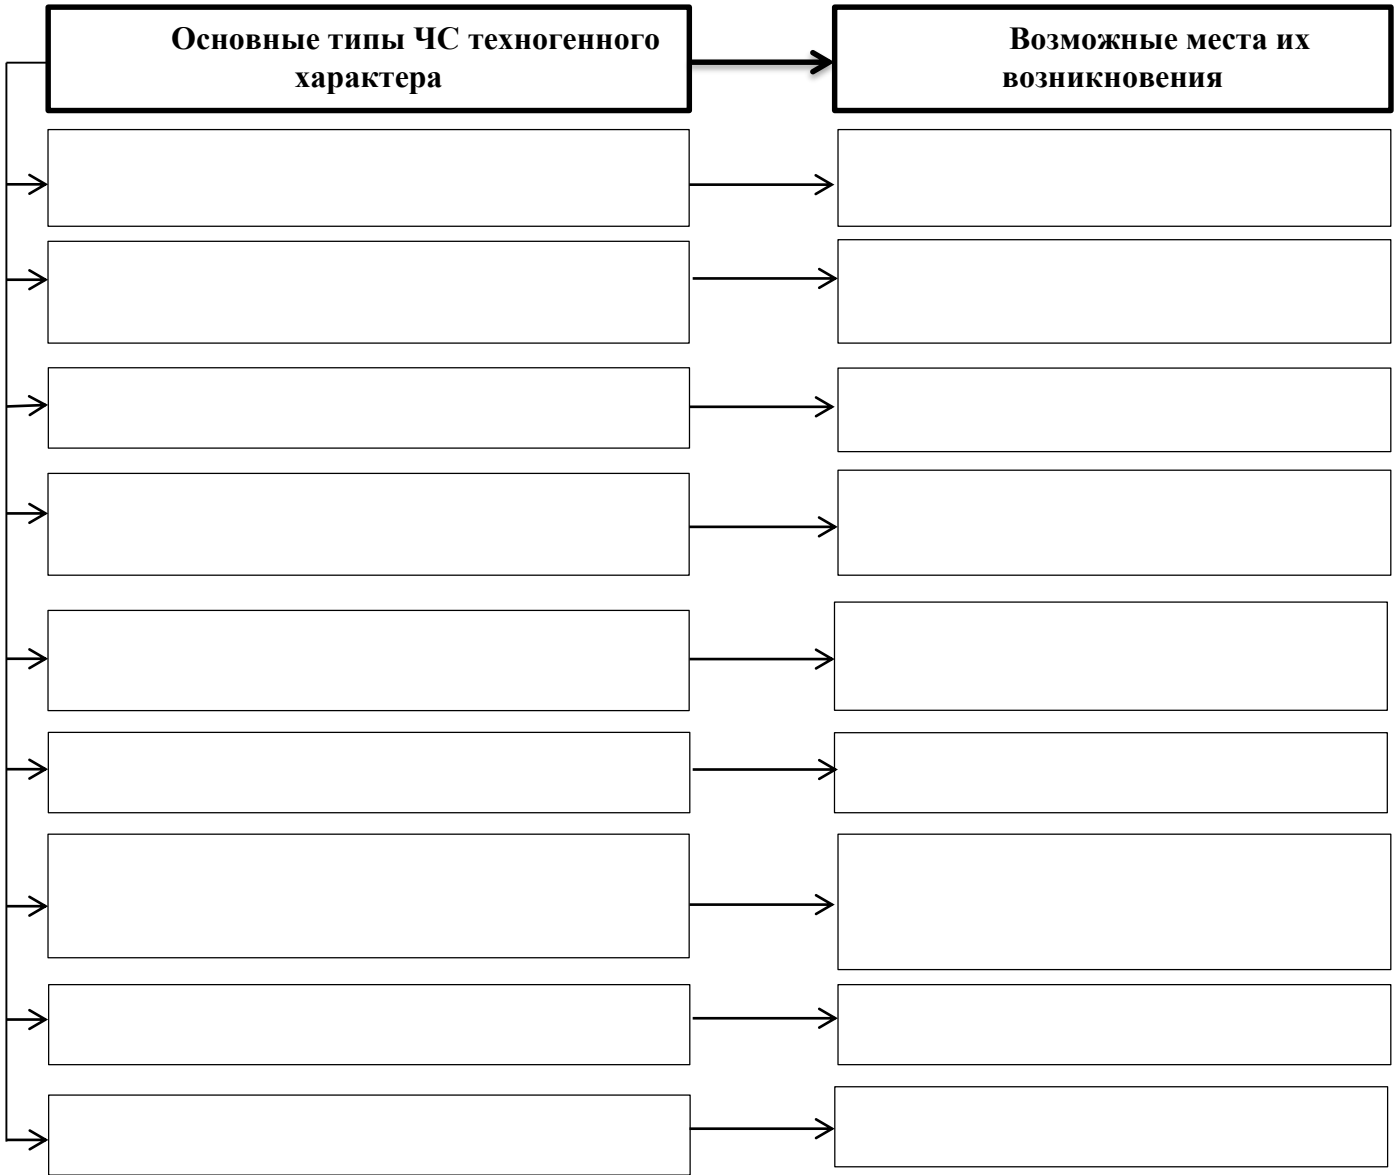 Основные типы ЧС техногенного
характера
Возможные места их
возникновения